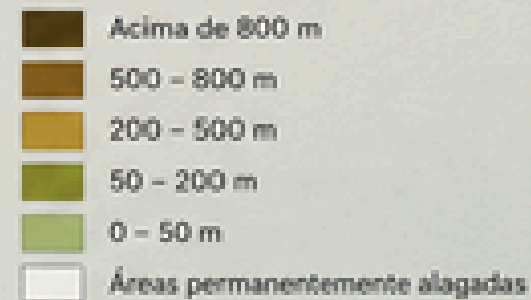 Acima de 800 m
500 – 800 m
200 – 500 m
50 – 200 m
0 – 50 m
Áreas permanentemente alagadas